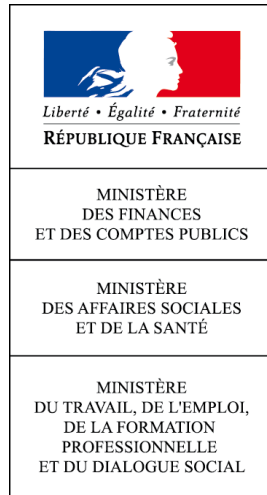 Liberté • Égalité • Fraternité
RÉPUBLIQUE FRANÇAISE
MINISTÈRE
DES FINANCES
ET DES COMPTES PUBLICS
MINISTÈRE
DES AFFAIRES SOCIALES
ET DE LA SANTÉ
MINISTÈRE
DU TRAVAIL, DE L'EMPLOI,
DE LA FORMATION
PROFESSIONNELLE
ET DU DIALOGUE SOCIAL